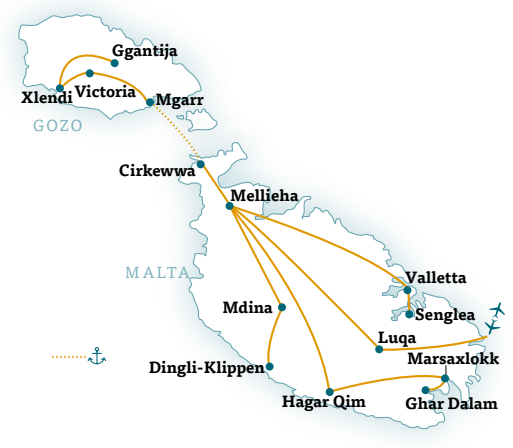 Ggantija
Xlendi
Victoria
Mgarr
GOZO
Cirkewwa
Mellieha
MALTA
Valletta
Mdina
Senglea
Luqa
Marsaxlokk
Dingli-Klippen
Hagar Qim
Ghar Dalam